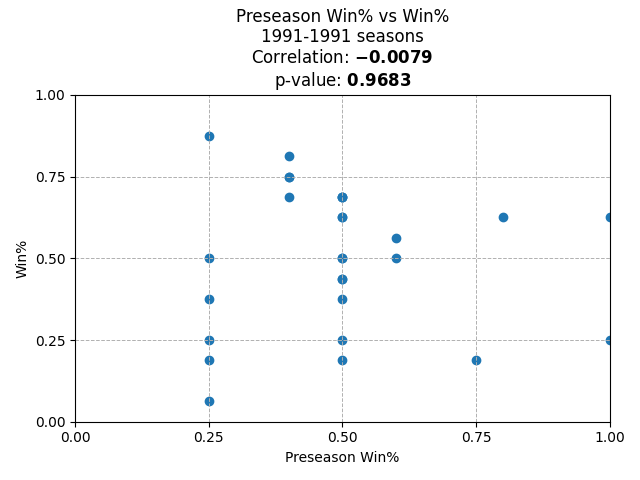 Preseason Win% vs Win%
1991-1991 seasons
Correlation: −0.0079
p-value: 0.9683
1.00
0.75
0.50
0.25
0.00
Win%
0.00 0.25 0.50 0.75 1.00
Preseason Win%